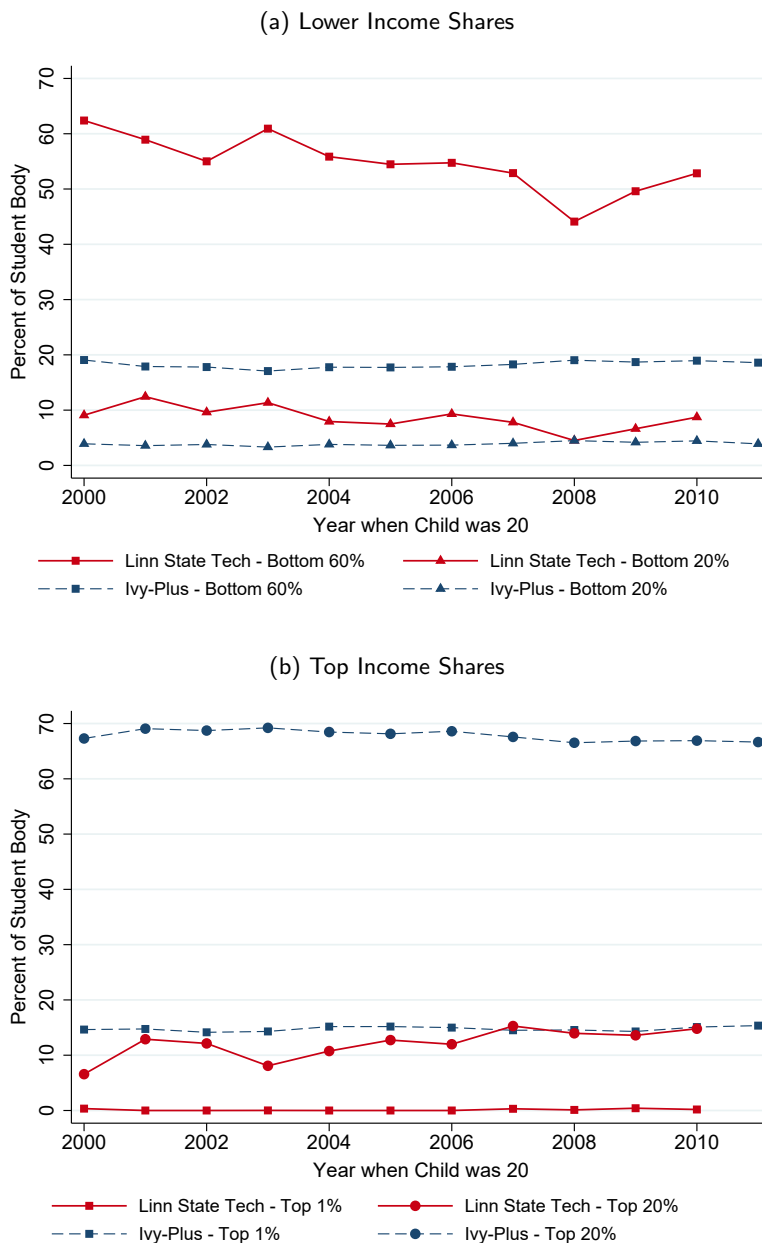 (a) Lower Income Shares
Percent of Student Body
70
60
50
40
30
20
10
0
2000 2002 2004 2006 2008 2010
Year when Child was 20
Linn State Tech - Bottom 60% Linn State Tech - Bottom 20%
Ivy-Plus - Bottom 60% Ivy-Plus - Bottom 20%
(b) Top Income Shares
Percent of Student Body
70
60
50
40
30
20
10
0
2000 2002 2004 2006 2008 2010
Year when Child was 20
Linn State Tech - Top 1% Linn State Tech - Top 20%
Ivy-Plus - Top 1% Ivy-Plus - Top 20%